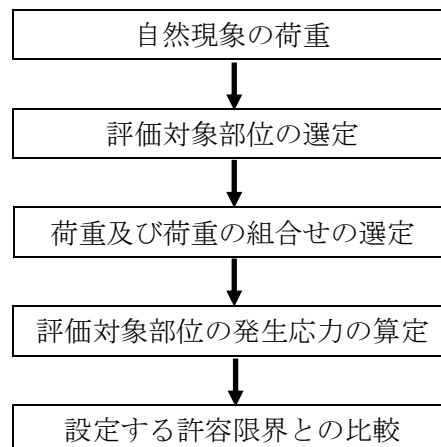 自然現象の荷重
評価対象部位の選定
荷重及び荷重の組合せの選定
評価対象部位の発生応力の算定
設定する許容限界との比較